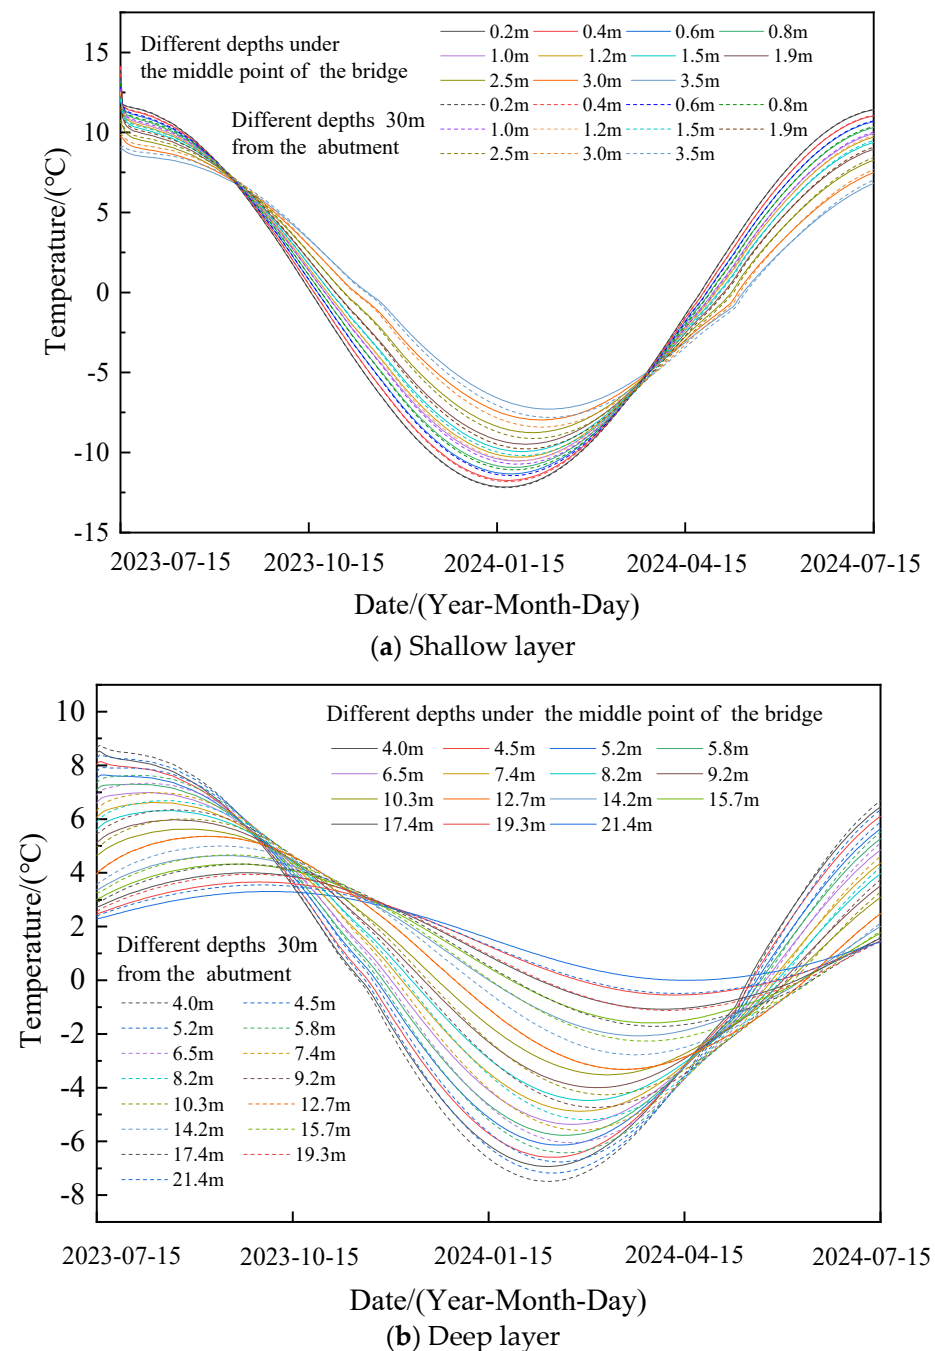 Different depths under
the middle point of the bridge
0.2m 0.4m 0.6m 0.8m
1.0m 1.2m 1.5m 1.9m
2.5m 3.0m 3.5m
Different depths 30m
from the abutment
0.2m 0.4m 0.6m 0.8m
1.0m 1.2m 1.5m 1.9m
2.5m 3.0m 3.5m
15
10
5
0
-5
-10
-15
Temperature/(°C)
2023-07-15 2023-10-15 2024-01-15 2024-04-15 2024-07-15
Date/(Year-Month-Day)
(a) Shallow layer
Different depths under the middle point of the bridge
4.0m 4.5m 5.2m 5.8m
6.5m 7.4m 8.2m 9.2m
10.3m 12.7m 14.2m 15.7m
17.4m 19.3m 21.4m
Different depths 30m
from the abutment
4.0m 4.5m
5.2m 5.8m
6.5m 7.4m
8.2m 9.2m
10.3m 12.7m
14.2m 15.7m
17.4m 19.3m
21.4m
10
8
6
4
2
0
-2
-4
-6
-8
Temperature/(°C)
2023-07-15 2023-10-15 2024-01-15 2024-04-15 2024-07-15
Date/(Year-Month-Day)
(b) Deep layer